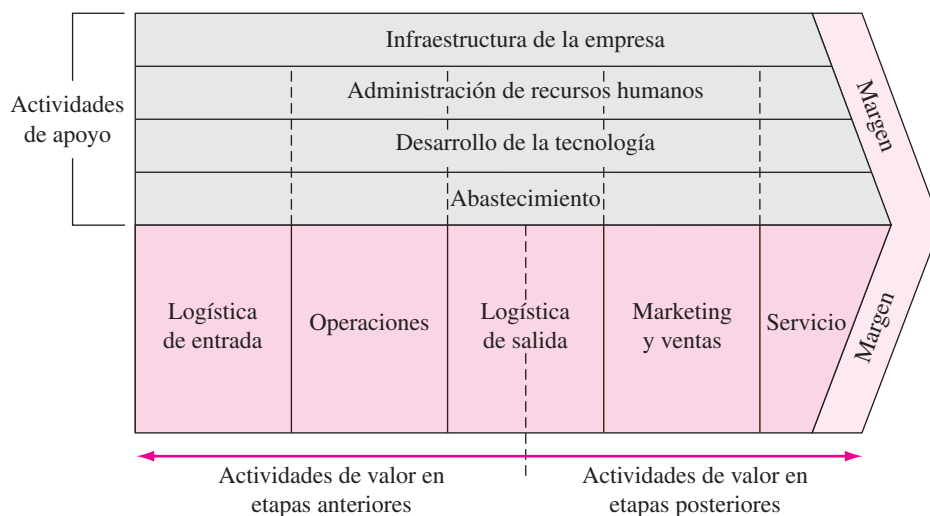 Infraestructura de la empresa
Administración de recursos humanos
Actividades
de apoyo
Desarrollo de la tecnología
Abastecimiento
Margen
Logística
de entrada
Operaciones
Logística
de salida
Marketing
y ventas
Servicio
Margen
Actividades de valor en
etapas anteriores
Actividades de valor en
etapas posteriores